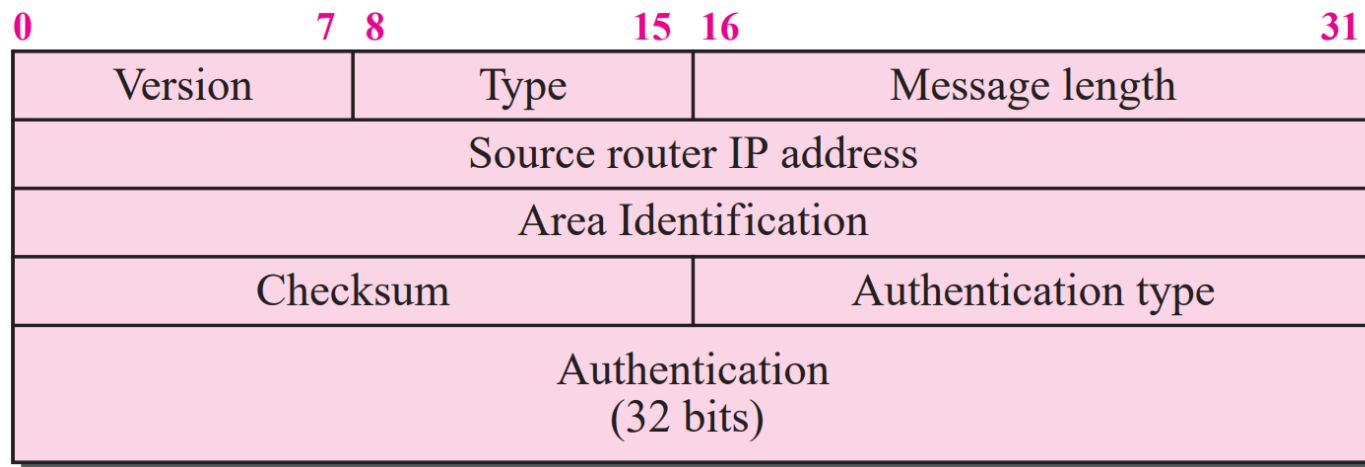 0 7 8 15 16 31
Version Type Message length
Source router IP address
Area Identification
Checksum Authentication type
Authentication
(32 bits)